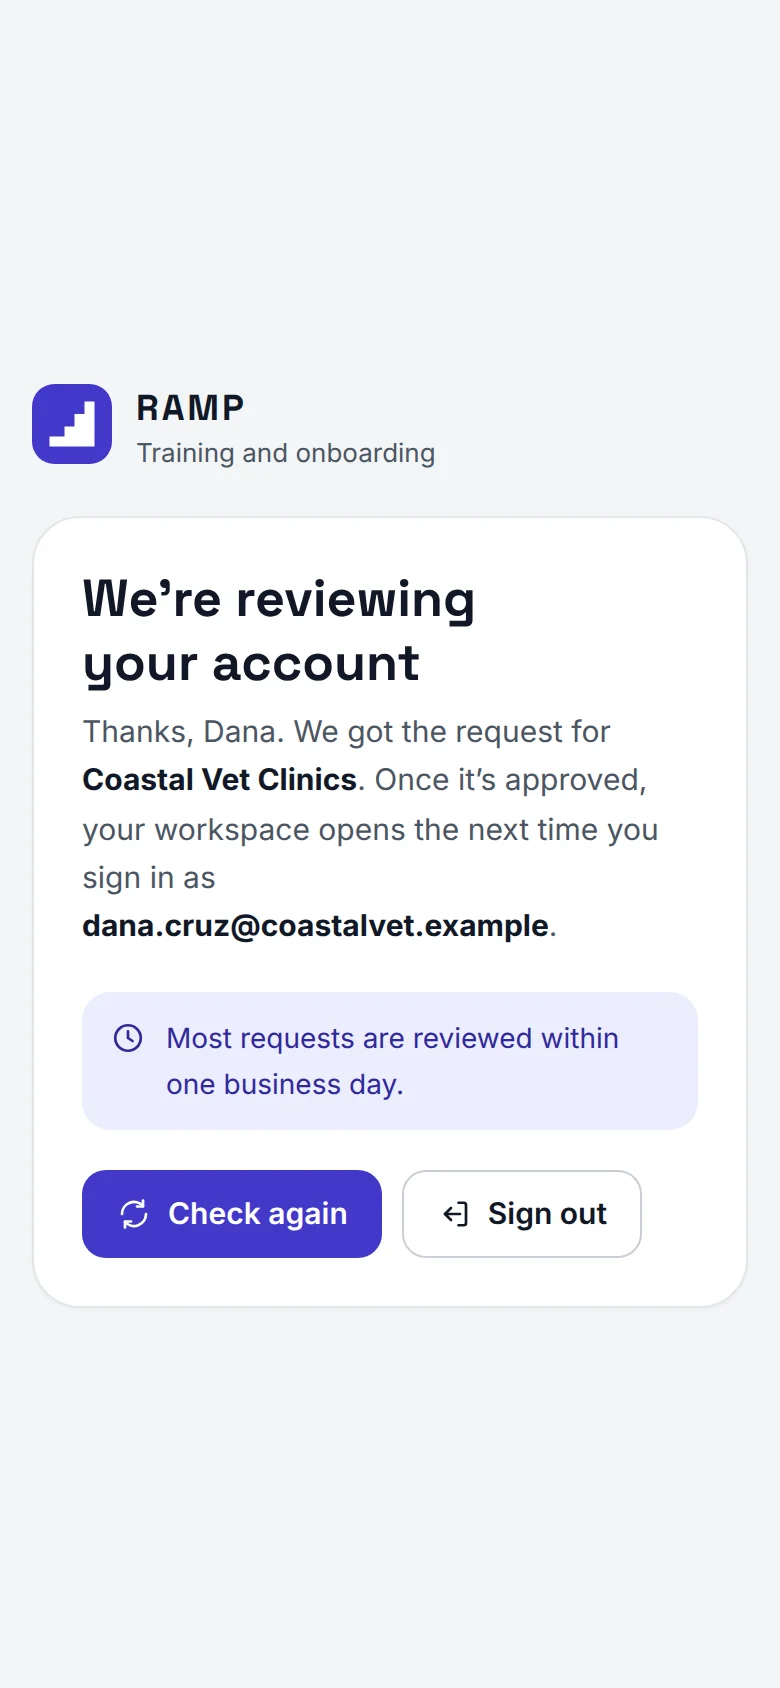 RAMP
Training and onboarding
We’re reviewing
your account
Thanks, Dana. We got the request for
Coastal Vet Clinics. Once it’s approved,
your workspace opens the next time you
sign in as
dana.cruz@coastalvet.example.
Most requests are reviewed within
one business day.
Check again
Sign out